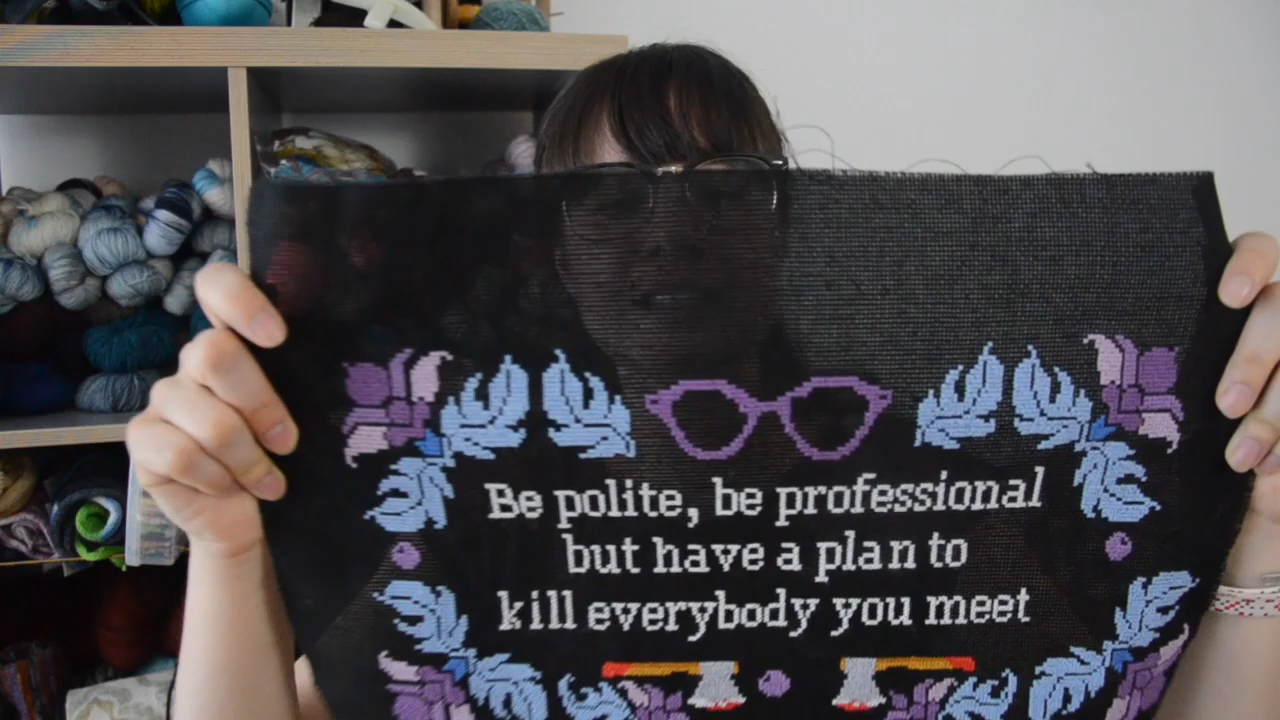 Be polite, be professional
but have a plan to
kill everybody you meet